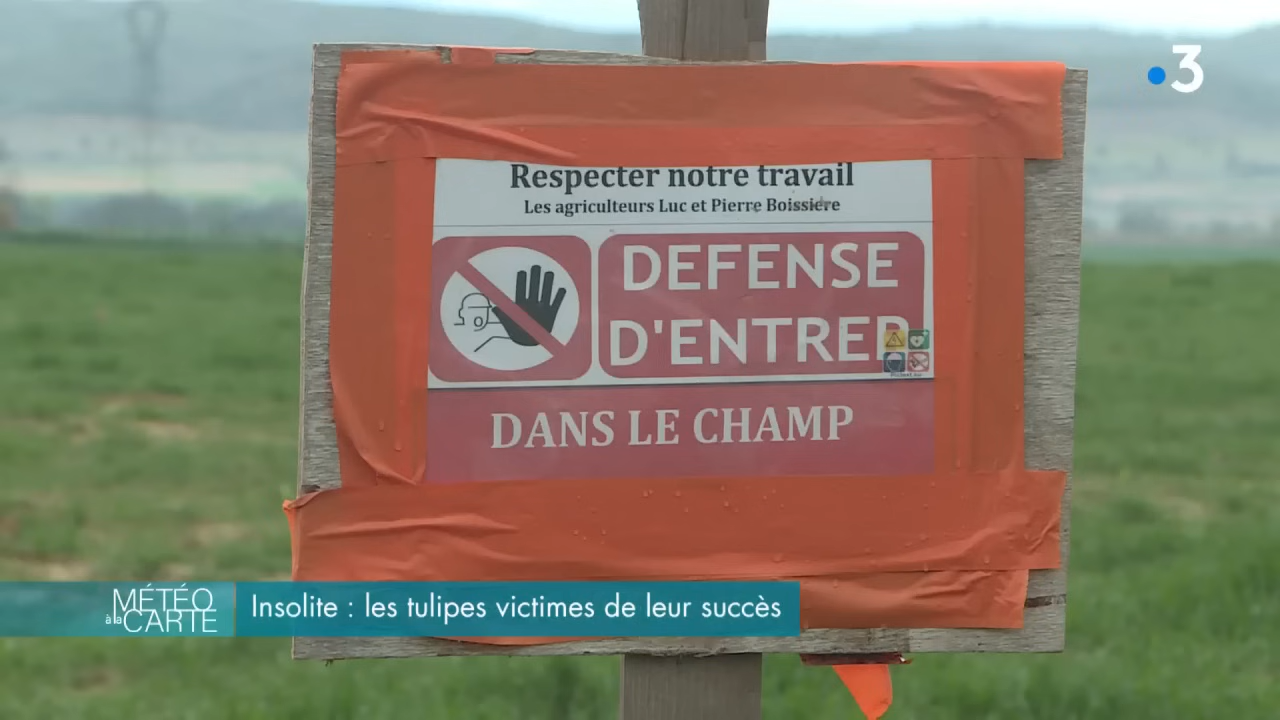 3
Respecter notre travail
Les agriculteurs Luc et Pierre Boissière
DEFENSE
D'ENTRER
DANS LE CHAMP
MÉTÉO
à la CARTE
Insolite : les tulipes victimes de leur succès